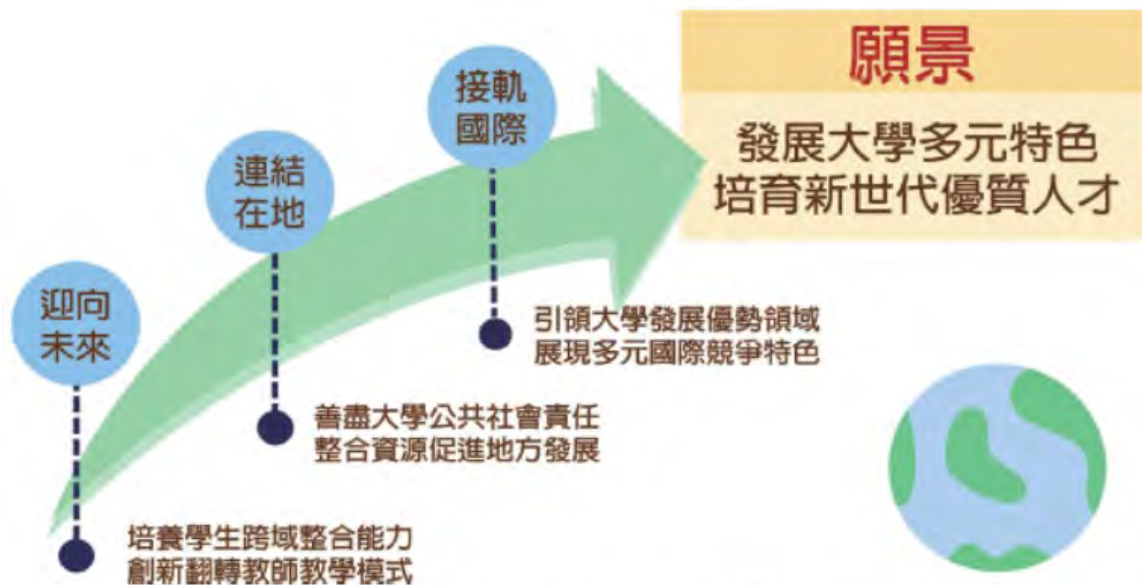 願景
發展大學多元特色
培育新世代優質人才
接軌
國際
引領大學發展優勢領域
展現多元國際競爭特色
連結
在地
善盡大學公共社會責任
整合資源促進地方發展
迎向
未來
培養學生跨域整合能力
創新翻轉教師教學模式